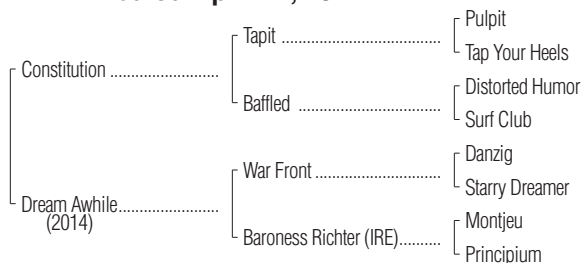 Pulpit
Tapit ........................................
Tap Your Heels
Constitution ...........................
Distorted Humor
Baffled ....................................
Surf Club
Danzig
War Front ................................
Starry Dreamer
Dream Awhile .........................
(2014)
Montjeu
Baroness Richter (IRE)..........
Principium